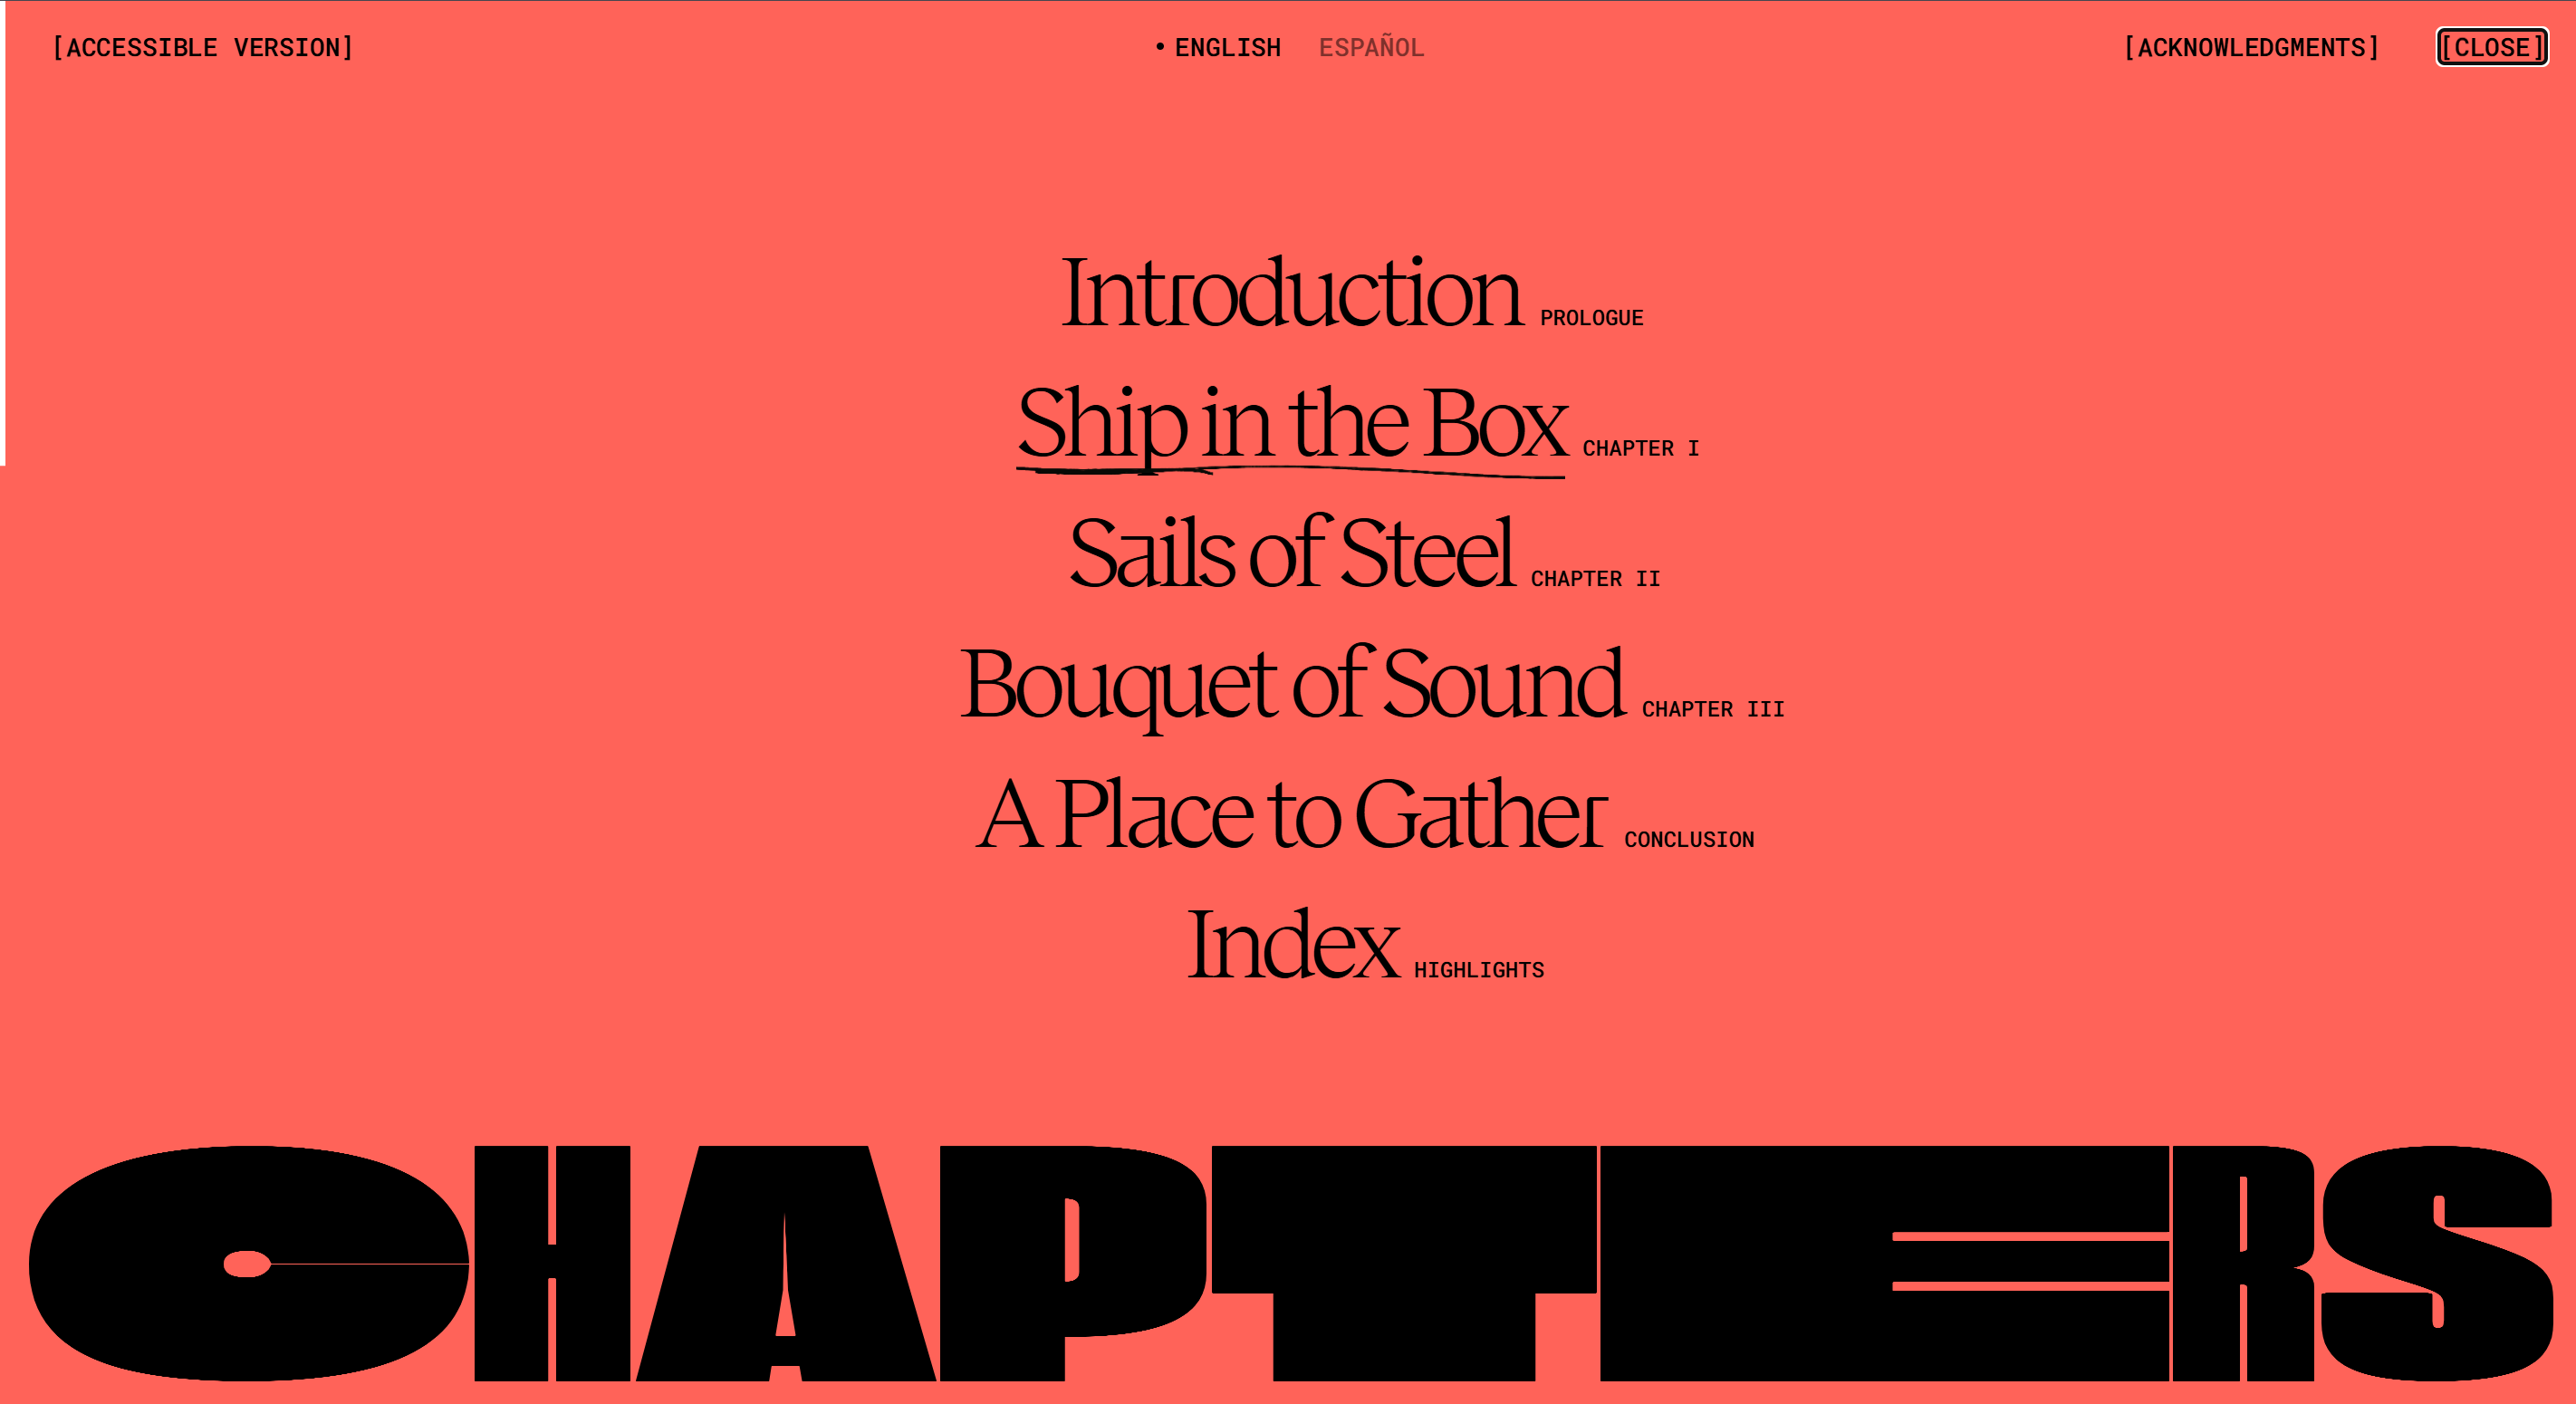 [ACCESSIBLE VERSION]
• ENGLISH ESPAÑOL
[ACKNOWLEDGMENTS]
[CLOSE]
Introduction PROLOGUE
Ship in the Box CHAPTER I
Sails of Steel CHAPTER II
Bouquet of Sound CHAPTER III
A Place to Gather CONCLUSION
Index HIGHLIGHTS
CHAPTERS